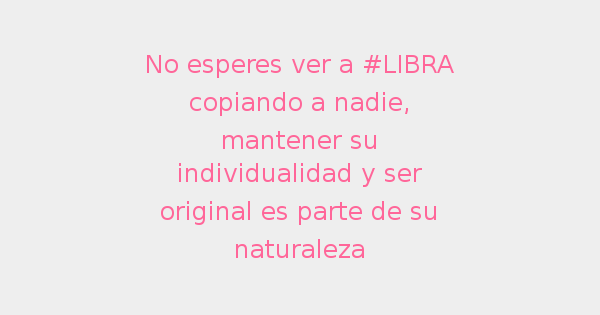 No esperes ver a #LIBRA
copiando a nadie,
mantener su
individualidad y ser
original es parte de su
naturaleza